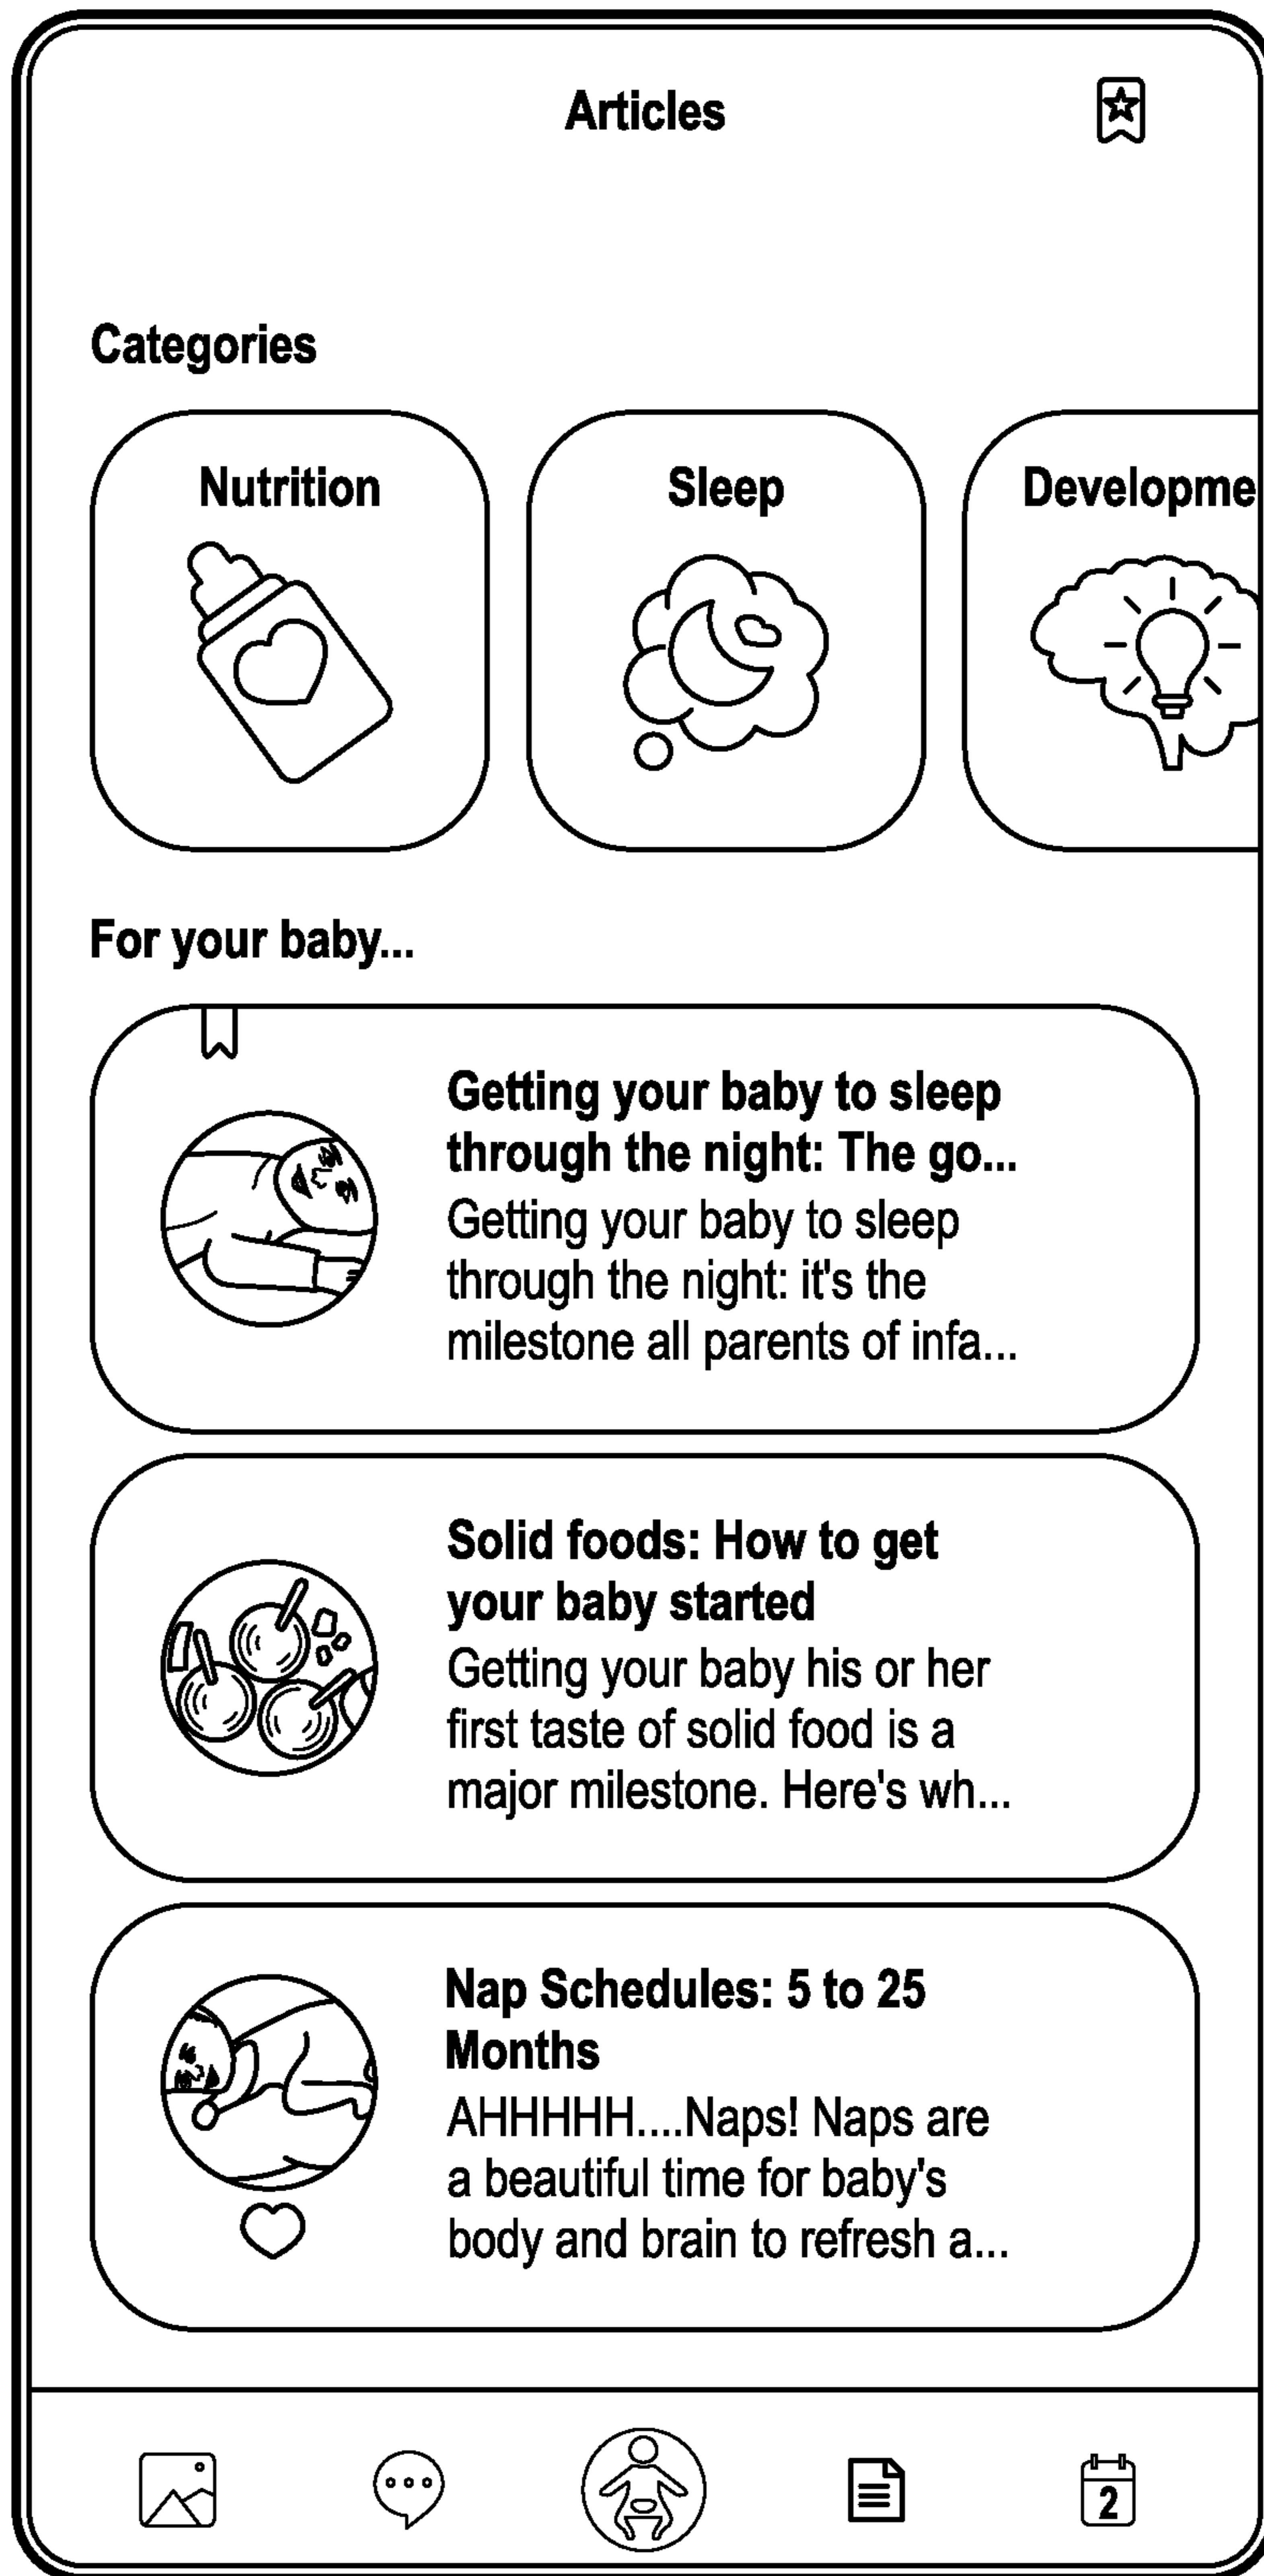 Articles
Categories
Nutrition
Sleep
Developme
For your baby...
Getting your baby to sleep
through the night: The go...
Getting your baby to sleep
through the night: it's the
milestone all parents of infa...
Solid foods: How to get
your baby started
Getting your baby his or her
first taste of solid food is a
major milestone. Here's wh...
Nap Schedules: 5 to 25
Months
AHHHHH....Naps! Naps are
a beautiful time for baby's
body and brain to refresh a...
2